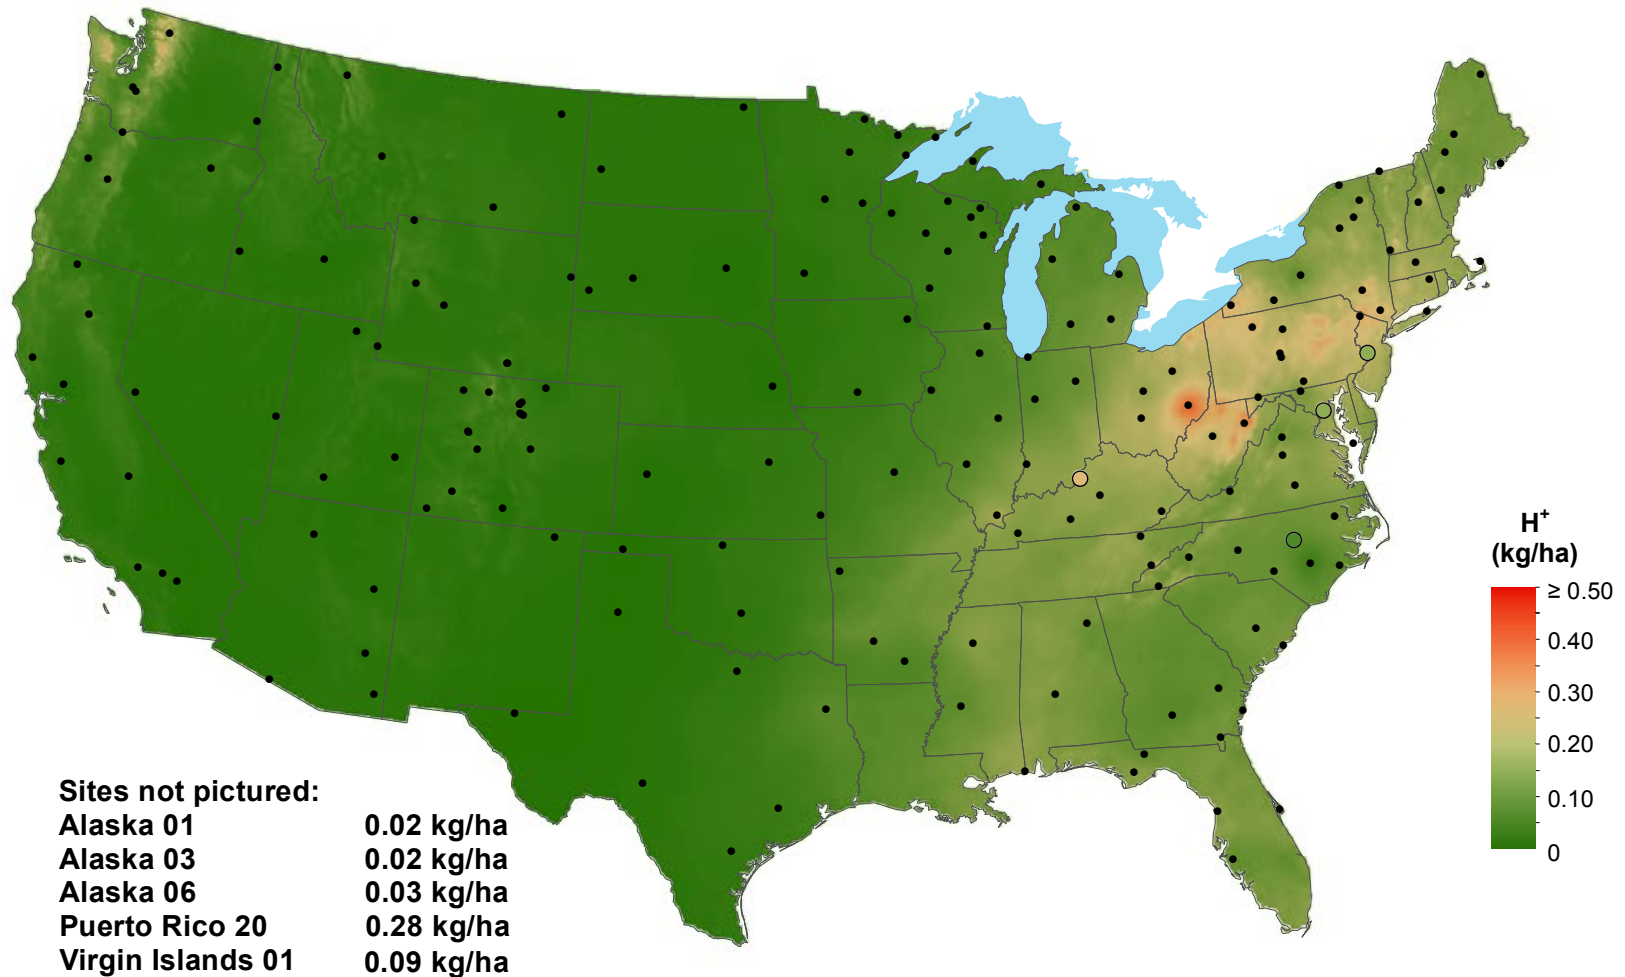 H+
(kg/ha)
≥ 0.50
0.40
0.30
0.20
0.10
0
Sites not pictured:
Alaska 01 0.02 kg/ha
Alaska 03 0.02 kg/ha
Alaska 06 0.03 kg/ha
Puerto Rico 20 0.28 kg/ha
Virgin Islands 01 0.09 kg/ha